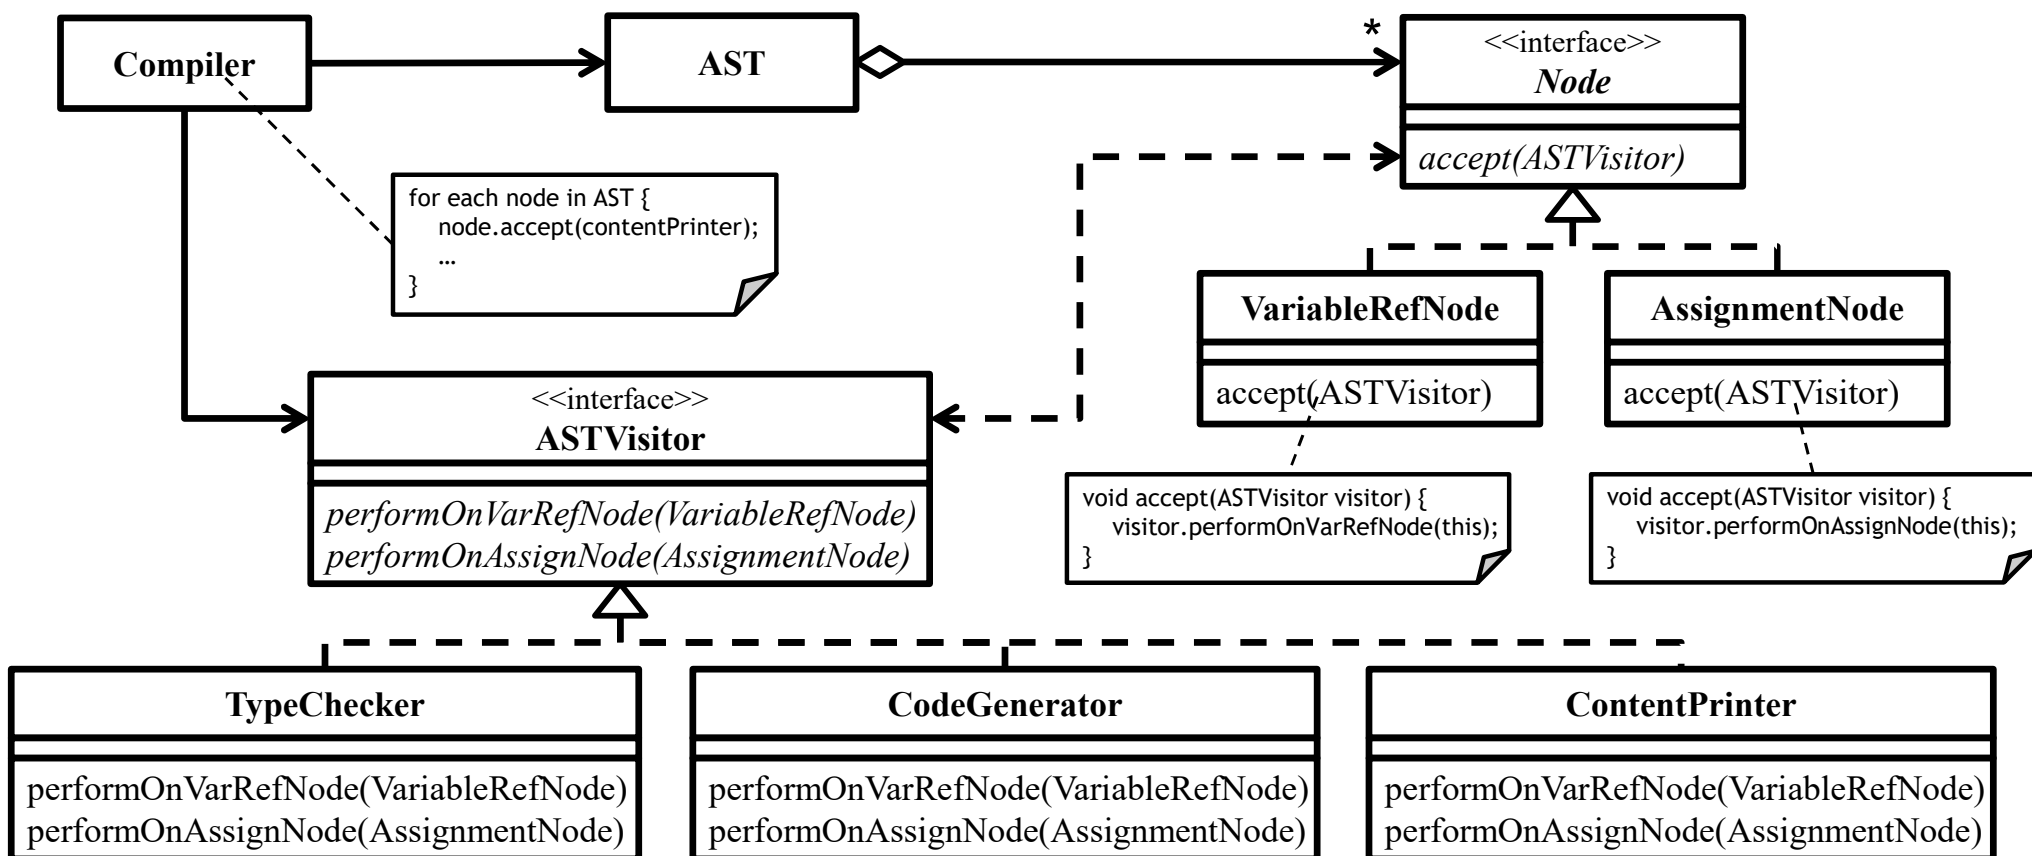 Compiler
AST
*
<<interface>>
Node
accept(ASTVisitor)
for each node in AST {
node.accept(contentPrinter);
...
}
VariableRefNode
accept(ASTVisitor)
AssignmentNode
accept(ASTVisitor)
<<interface>>
ASTVisitor
performOnVarRefNode(VariableRefNode)
performOnAssignNode(AssignmentNode)
void accept(ASTVisitor visitor) {
visitor.performOnVarRefNode(this);
}
void accept(ASTVisitor visitor) {
visitor.performOnAssignNode(this);
}
TypeChecker
performOnVarRefNode(VariableRefNode)
performOnAssignNode(AssignmentNode)
CodeGenerator
performOnVarRefNode(VariableRefNode)
performOnAssignNode(AssignmentNode)
ContentPrinter
performOnVarRefNode(VariableRefNode)
performOnAssignNode(AssignmentNode)